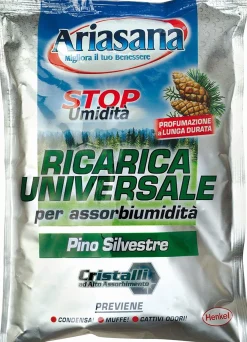 Ariasana
Migliora il tuo Benessere
STOP
Umidità
PROFUMAZIONE
A LUNGA DURATA
RICARICA
UNIVERSALE
per assorbiumidità
Pino Silvestre
Cristalli
ad Alto Assorbimento
PREVIENE
• CONDENSA! • MUFFE! • CATTIVI ODORI!
Henkel